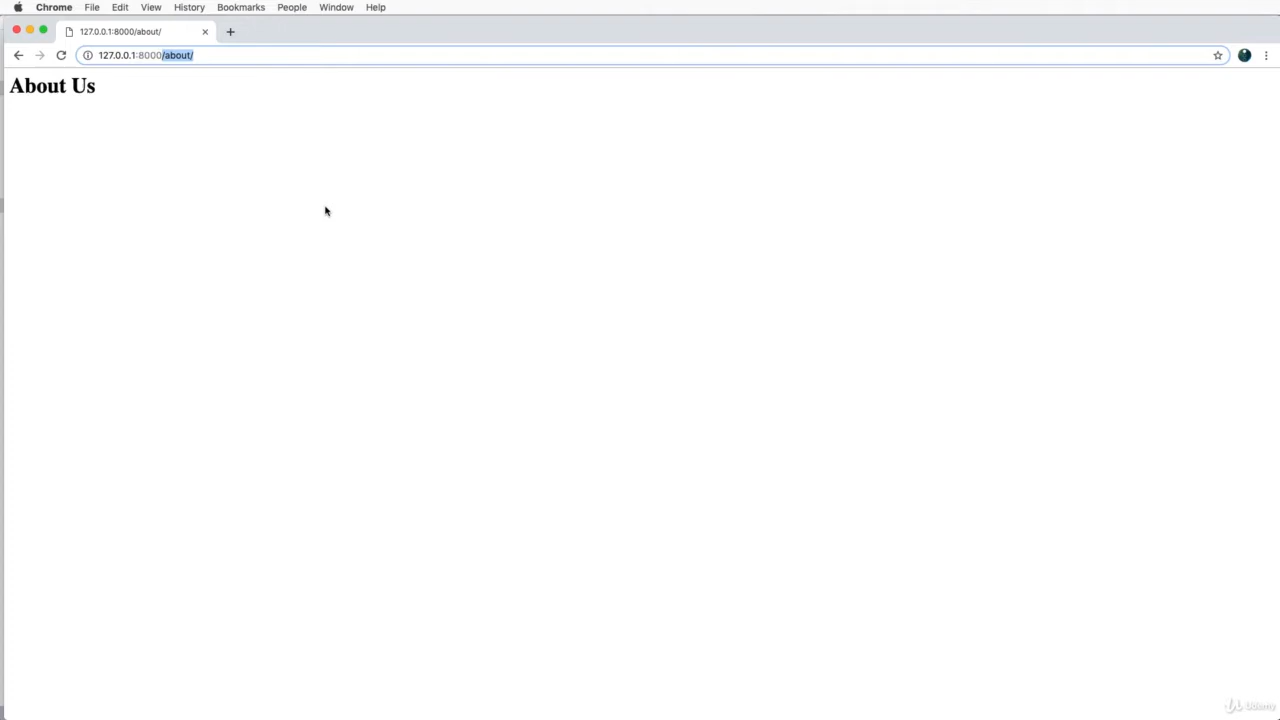 Chrome File Edit View History Bookmarks People Window Help
127.0.0.1:8000/about/
127.0.0.1:8000/about/
About Us
Udemy